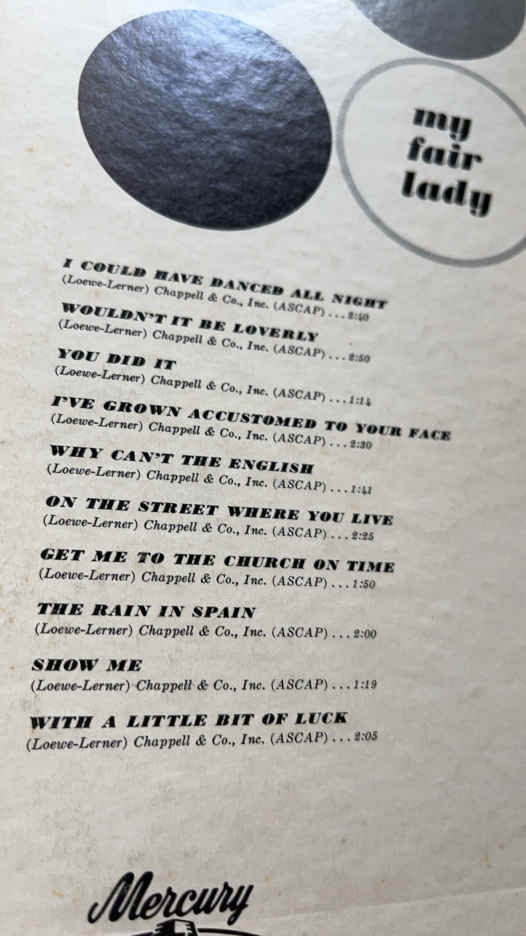 my
fair
lady
I COULD HAVE DANCED ALL NIGHT
(Loewe-Lerner) Chappell & Co., Inc. (ASCAP) . . . 2:40
WOULDN'T IT BE LOVERLY
(Loewe-Lerner) Chappell & Co., Inc. (ASCAP) . . . 2:50
YOU DID IT
(Loewe-Lerner) Chappell & Co., Inc. (ASCAP) . . . 1:14
I'VE GROWN ACCUSTOMED TO YOUR FACE
(Loewe-Lerner) Chappell & Co., Inc. (ASCAP) . . . 2:30
WHY CAN'T THE ENGLISH
(Loewe-Lerner) Chappell & Co., Inc. (ASCAP) . . . 1:41
ON THE STREET WHERE YOU LIVE
(Loewe-Lerner) Chappell & Co., Inc. (ASCAP) . . . 2:25
GET ME TO THE CHURCH ON TIME
(Loewe-Lerner) Chappell & Co., Inc. (ASCAP) . . . 1:50
THE RAIN IN SPAIN
(Loewe-Lerner) Chappell & Co., Inc. (ASCAP) . . . 2:00
SHOW ME
(Loewe-Lerner) Chappell & Co., Inc. (ASCAP) . . . 1:19
WITH A LITTLE BIT OF LUCK
(Loewe-Lerner) Chappell & Co., Inc. (ASCAP) . . . 2:05
Mercury